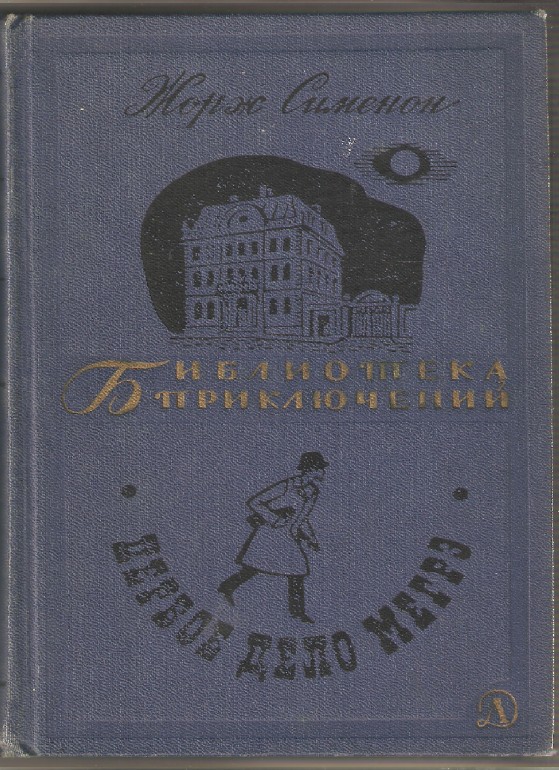 Жорж Сименон
БИБЛИОТЕКА
ПРИКЛЮЧЕНИЙ
ПЕРВОЕ ДЕЛО МЕГРЭ
Д